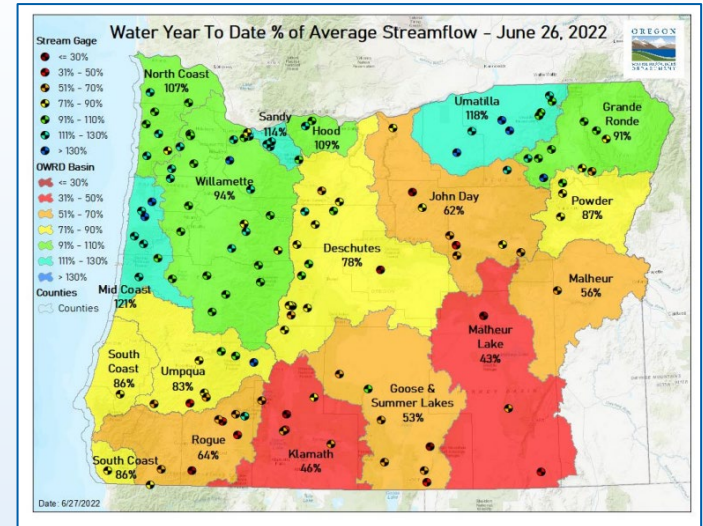 Water Year To Date % of Average Streamflow - June 26, 2022
OREGON
Stream Gage
<= 30%
31% - 50%
51% - 70%
71% - 90%
91% - 110%
111% - 130%
> 130%
OWRD Basin
<= 30%
31% - 50%
51% - 70%
71% - 90%
91% - 110%
111% - 130%
> 130%
Counties
Counties
North Coast
107%
Sandy
114%
Hood
109%
Umatilla
118%
Grande
Ronde
91%
Willamette
94%
John Day
62%
Powder
87%
Deschutes
78%
Mid Coast
121%
Malheur
56%
Malheur
Lake
43%
South
Coast
86%
Umpqua
83%
Goose &
Summer Lakes
53%
Rogue
64%
Klamath
46%
South Coast
86%
Date: 6/27/2022